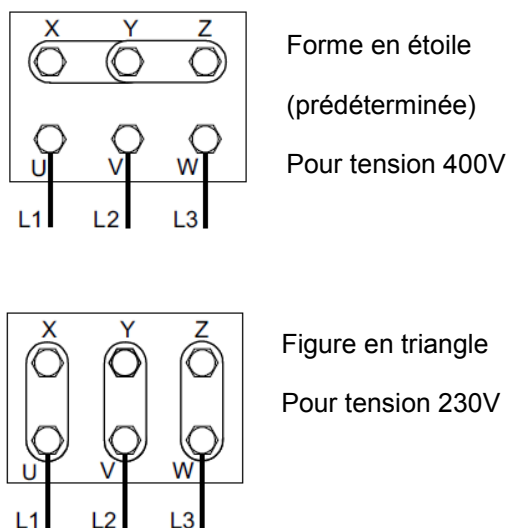 X Y Z
Forme en étoile
(prédéterminée)
Pour tension 400V
U V W
L1 L2 L3
X Y Z
Figure en triangle
Pour tension 230V
U V W
L1 L2 L3